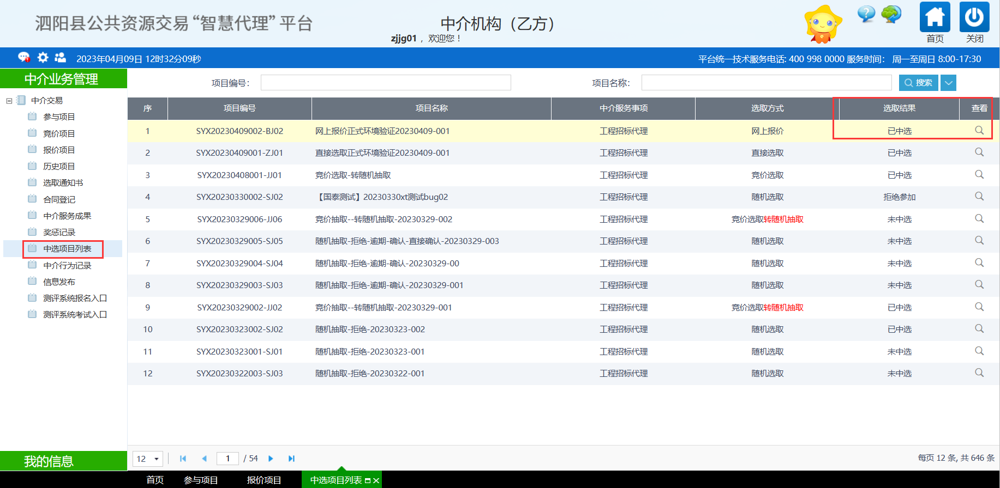 泗阳县公共资源交易“智慧代理”平台
中介机构（乙方）
zjjg01 ，欢迎您！
首页
关闭
2023年04月09日 12时32分09秒
平台统一技术服务电话: 400 998 0000 服务时间： 周一至周日 8:00-17:30
中介业务管理
中介交易
参与项目
竞价项目
报价项目
历史项目
选取通知书
合同登记
中介服务成果
奖惩记录
中选项目列表
中介行为记录
信息发布
测评系统报名入口
测评系统考试入口
我的信息
项目编号： 项目名称： 搜索
序 项目编号 项目名称 中介服务事项 选取方式 选取结果 查看
1 SYX20230409002-BJ02 网上报价正式环境验证20230409-001 工程招标代理 网上报价 已中选
2 SYX20230409001-ZJ01 直接选取正式环境验证20230409-001 工程招标代理 直接选取 已中选
3 SYX20230408001-JJ01 竞价选取-转随机抽取 工程招标代理 竞价选取 已中选
4 SYX20230330002-SJ02 【国泰测试】20230330xt测试bug02 工程招标代理 随机选取 拒绝参加
5 SYX20230329006-JJ06 竞价抽取--转随机抽取-20230329-002 工程招标代理 竞价选取转随机抽取 未中选
6 SYX20230329005-SJ05 随机抽取-拒绝-逾期-确认-直接确认-20230329-003 工程招标代理 随机选取 未中选
7 SYX20230329004-SJ04 随机抽取-拒绝-逾期-确认-20230329-00 工程招标代理 随机选取 未中选
8 SYX20230329003-SJ03 随机抽取-拒绝-逾期-确认-20230329-001 工程招标代理 随机选取 未中选
9 SYX20230329002-JJ02 竞价抽取--转随机抽取-20230329-001 工程招标代理 竞价选取转随机抽取 已中选
10 SYX20230323002-SJ02 随机抽取-拒绝-20230323-002 工程招标代理 随机选取 已中选
11 SYX20230323001-SJ01 随机抽取-拒绝-20230323-001 工程招标代理 随机选取 未中选
12 SYX20230322003-SJ03 随机抽取-拒绝-20230322-001 工程招标代理 随机选取 未中选
12 1 / 54 每页 12 条, 共 646 条
首页 参与项目 报价项目 中选项目列表